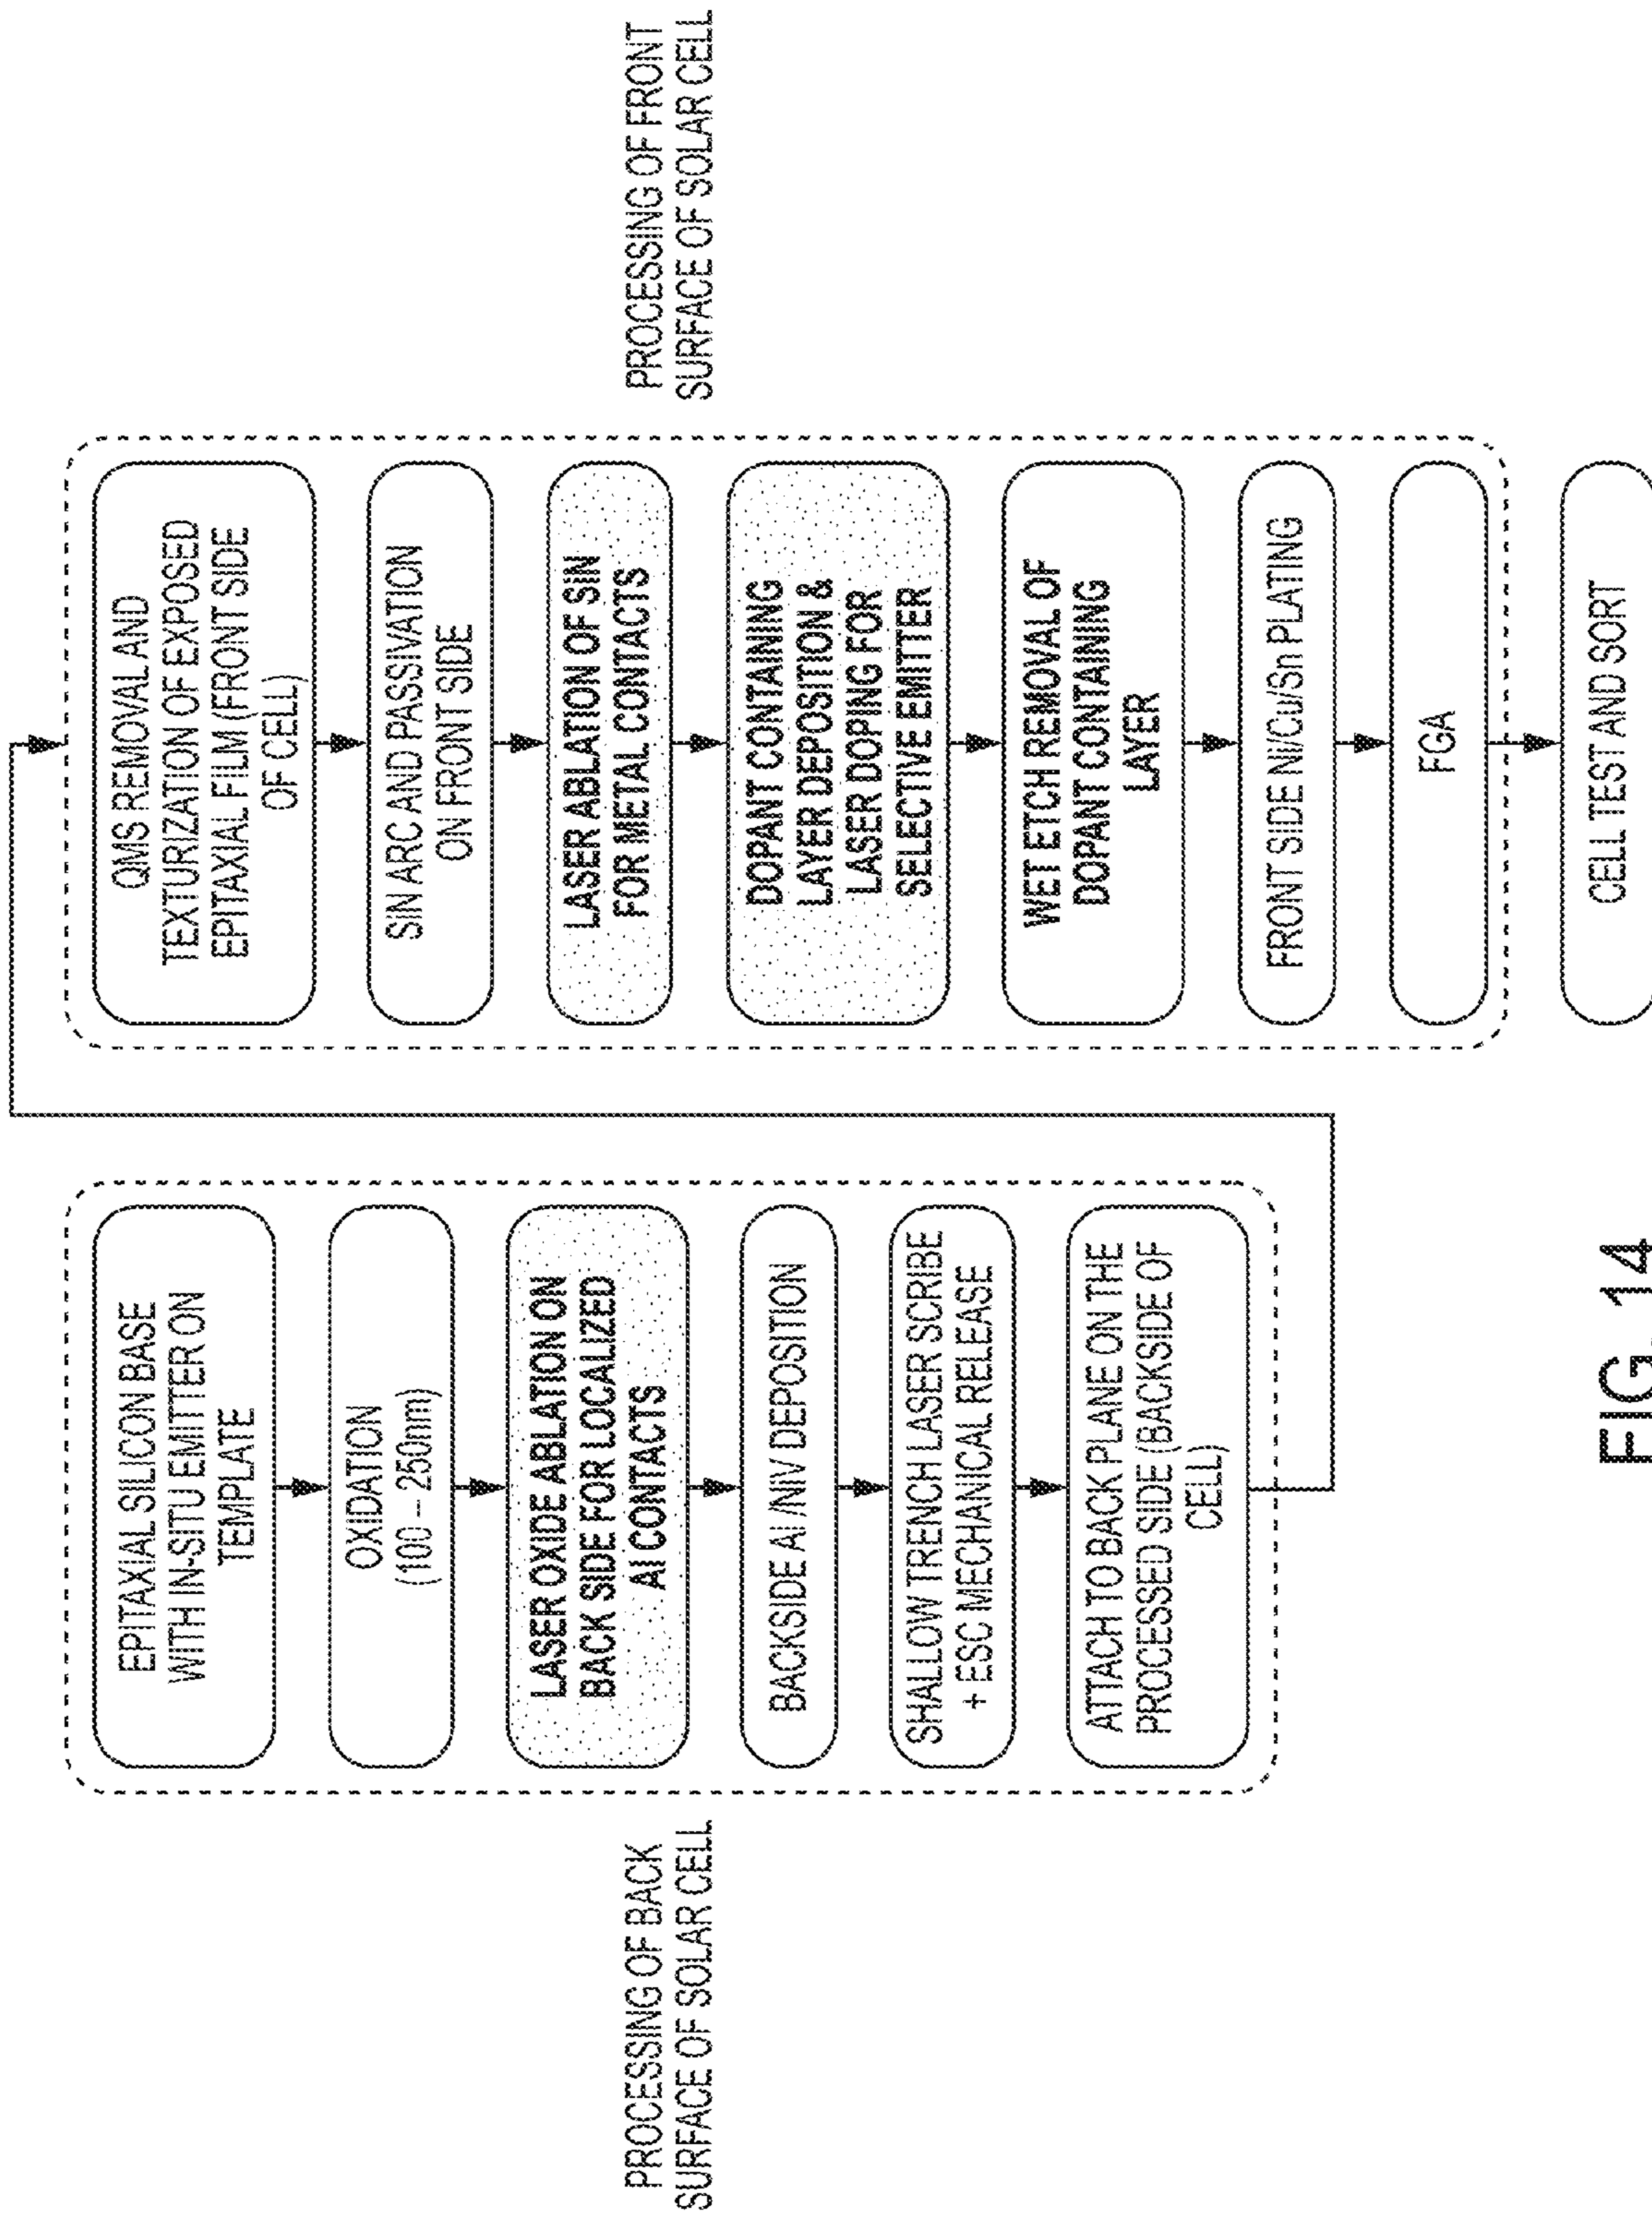 PROCESSING OF BACK
SURFACE OF SOLAR CELL
EPITAXIAL SILICON BASE
WITH IN-SITU EMITTER ON
TEMPLATE
OXIDATION
(100 – 250nm)
LASER OXIDE ABLATION ON
BACK SIDE FOR LOCALIZED
Al CONTACTS
BACKSIDE Al /NIV DEPOSITION
SHALLOW TRENCH LASER SCRIBE
+ ESC MECHANICAL RELEASE
ATTACH TO BACK PLANE ON THE
PROCESSED SIDE (BACKSIDE OF
CELL)
PROCESSING OF FRONT
SURFACE OF SOLAR CELL
QMS REMOVAL AND
TEXTURIZATION OF EXPOSED
EPITAXIAL FILM (FRONT SIDE
OF CELL)
SIN ARC AND PASSIVATION
ON FRONT SIDE
LASER ABLATION OF SIN
FOR METAL CONTACTS
DOPANT CONTAINING
LAYER DEPOSITION &
LASER DOPING FOR
SELECTIVE EMITTER
WET ETCH REMOVAL OF
DOPANT CONTAINING
LAYER
FRONT SIDE Ni/Cu/Sn PLATING
FGA
CELL TEST AND SORT
FIG. 14